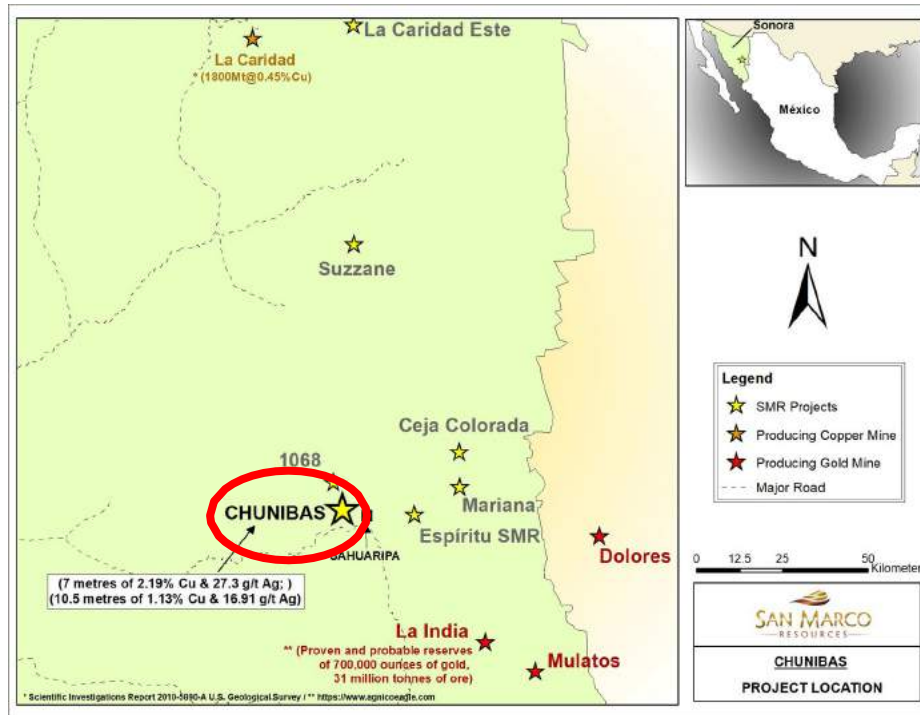 La Caridad Este
La Caridad
* (1800Mt@0.45%Cu)
Suzzane
Ceja Colorada
1068
Mariana
CHUNIBAS
Espíritu SMR
SAHUARIPA
Dolores
(7 metres of 2.19% Cu & 27.3 g/t Ag; )
(10.5 metres of 1.13% Cu & 16.91 g/t Ag)
La India
** (Proven and probable reserves
of 700,000 ounces of gold,
31 million tonnes of ore)
Mulatos
* Scientific Investigations Report 2010-5090-A U.S. Geological Survey / ** https://www.agnicoeagle.com
Sonora
México
N
Legend
SMR Projects
Producing Copper Mine
Producing Gold Mine
Major Road
0 12.5 25 50
Kilometer
SAN MARCO
RESOURCES
CHUNIBAS
PROJECT LOCATION